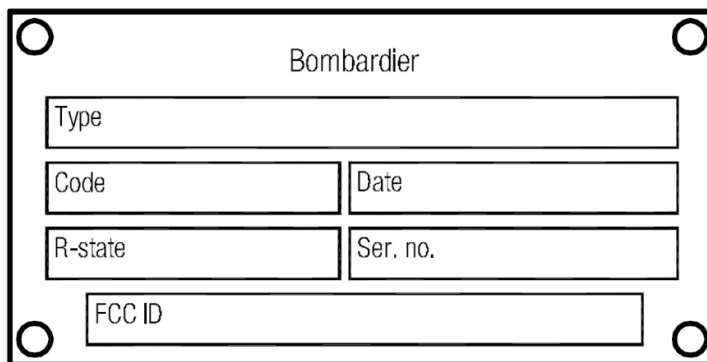 Bombardier
Type
Code Date
R-state Ser. no.
FCC ID